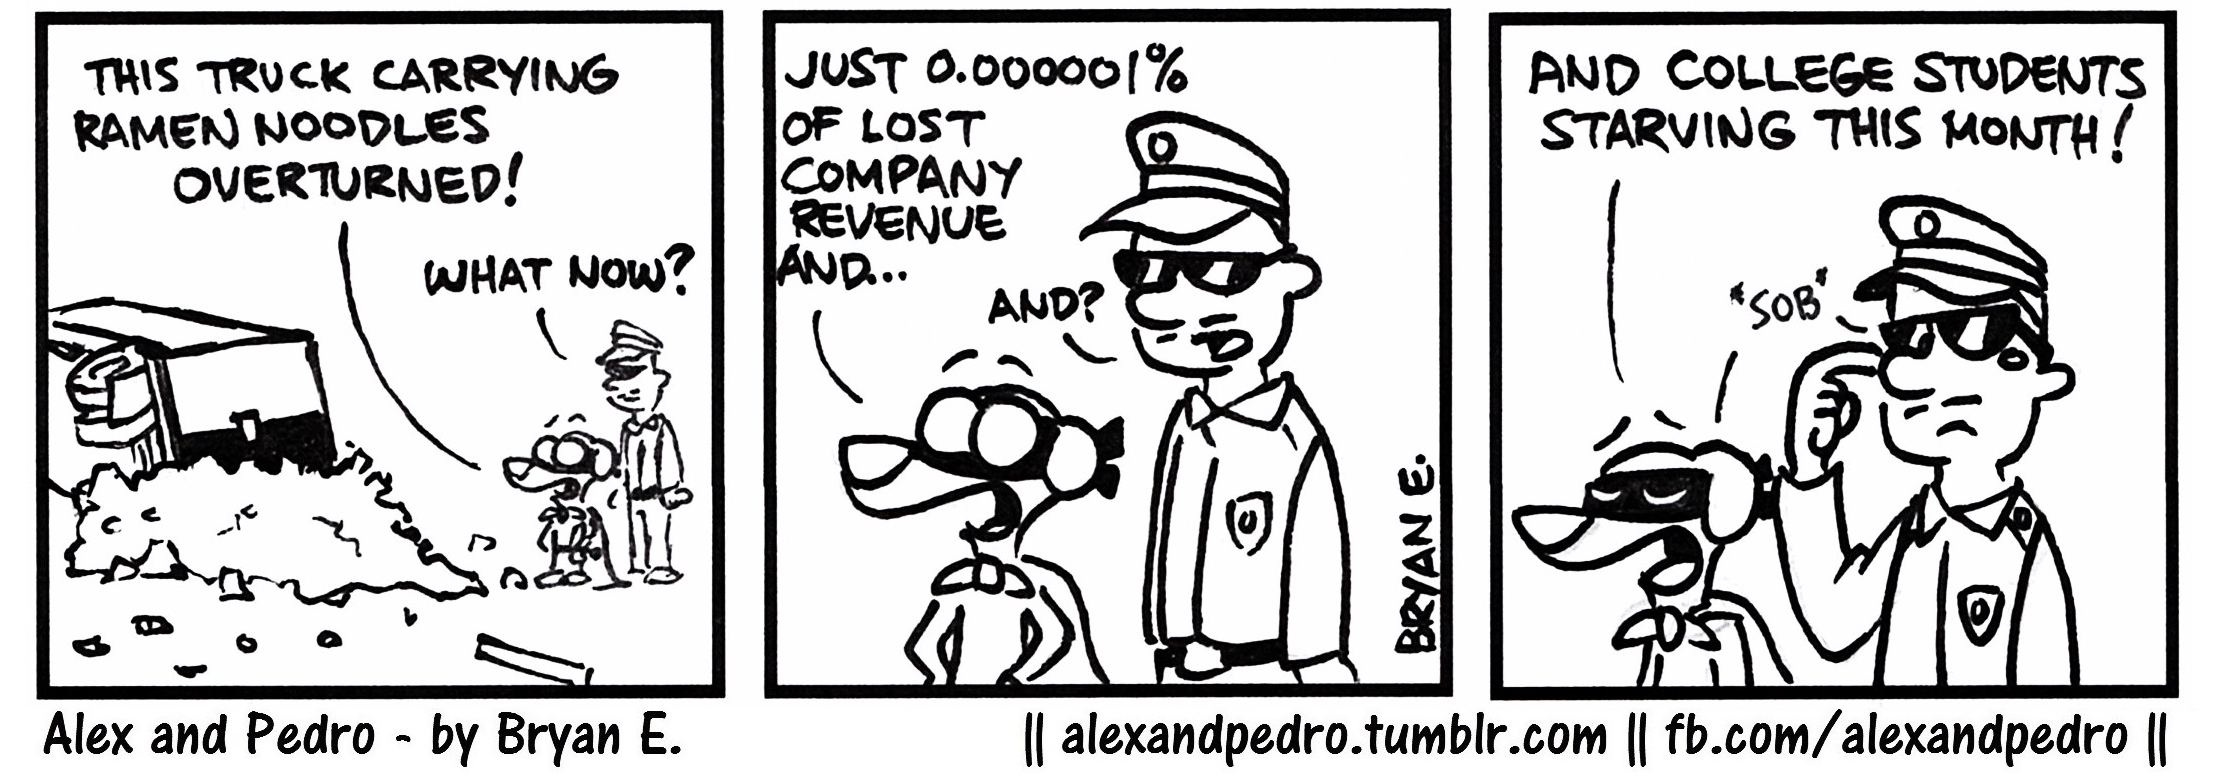 THIS TRUCK CARRYING
RAMEN NOODLES
OVERTURNED!
WHAT NOW?
JUST 0.000001%
OF LOST
COMPANY
REVENUE
AND...
AND?
BRYAN E.
AND COLLEGE STUDENTS
STARVING THIS MONTH!
*SOB*
Alex and Pedro - by Bryan E.
|| alexandpedro.tumblr.com || fb.com/alexandpedro ||